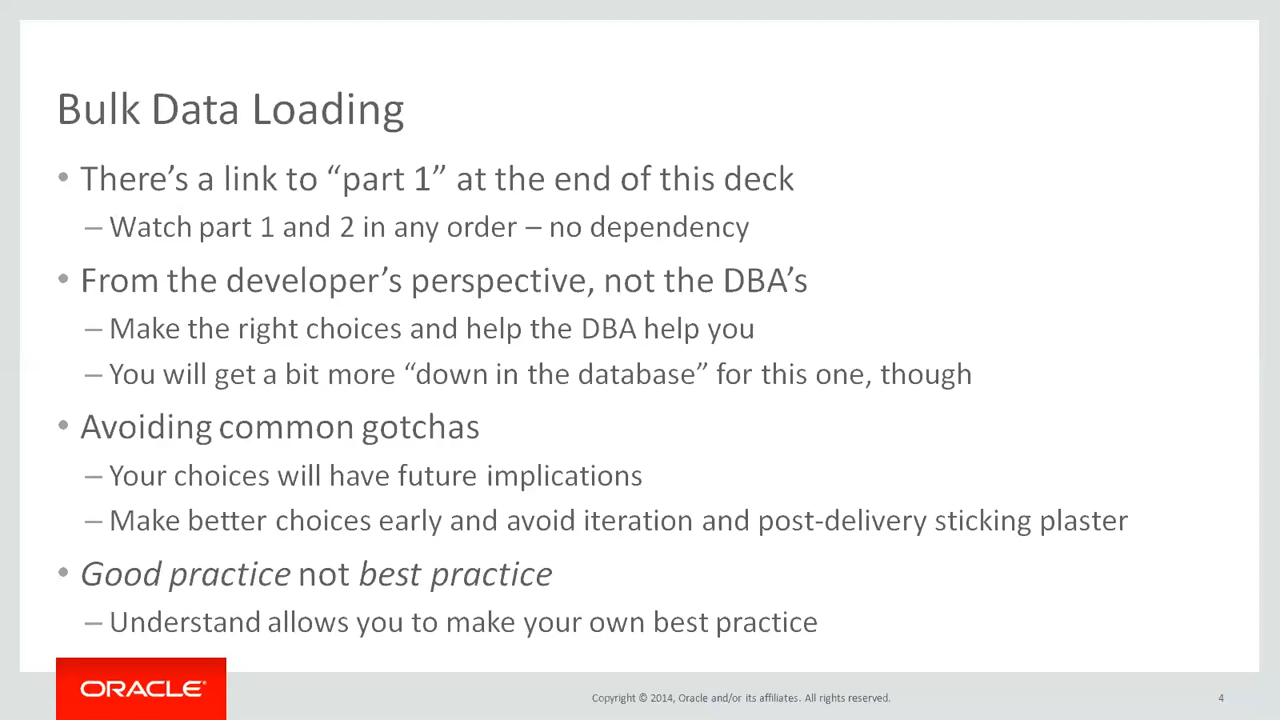 Bulk Data Loading
• There’s a link to “part 1” at the end of this deck
– Watch part 1 and 2 in any order – no dependency
• From the developer’s perspective, not the DBA’s
– Make the right choices and help the DBA help you
– You will get a bit more “down in the database” for this one, though
• Avoiding common gotchas
– Your choices will have future implications
– Make better choices early and avoid iteration and post-delivery sticking plaster
• Good practice not best practice
– Understand allows you to make your own best practice
ORACLE®
Copyright © 2014, Oracle and/or its affiliates. All rights reserved.
4